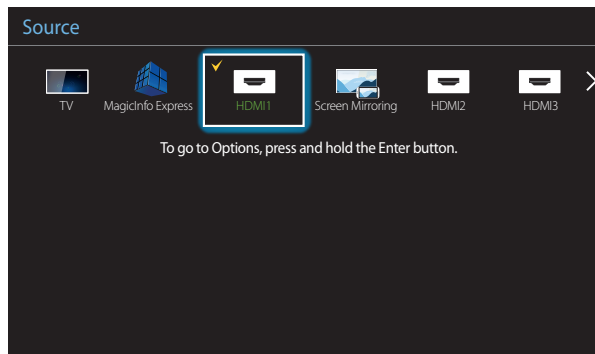 Source
TV MagicInfo Express HDMI1 Screen Mirroring HDMI2 HDMI3
To go to Options, press and hold the Enter button.